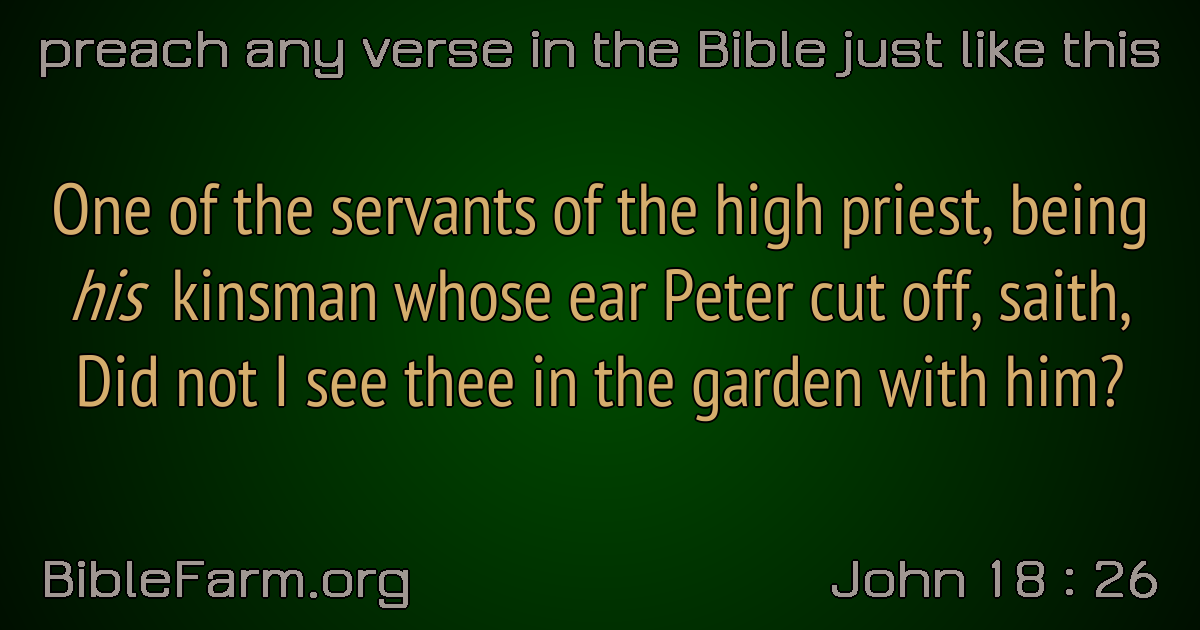 preach any verse in the Bible just like this
One of the servants of the high priest, being
his kinsman whose ear Peter cut off, saith,
Did not I see thee in the garden with him?
BibleFarm.org
John 18 : 26